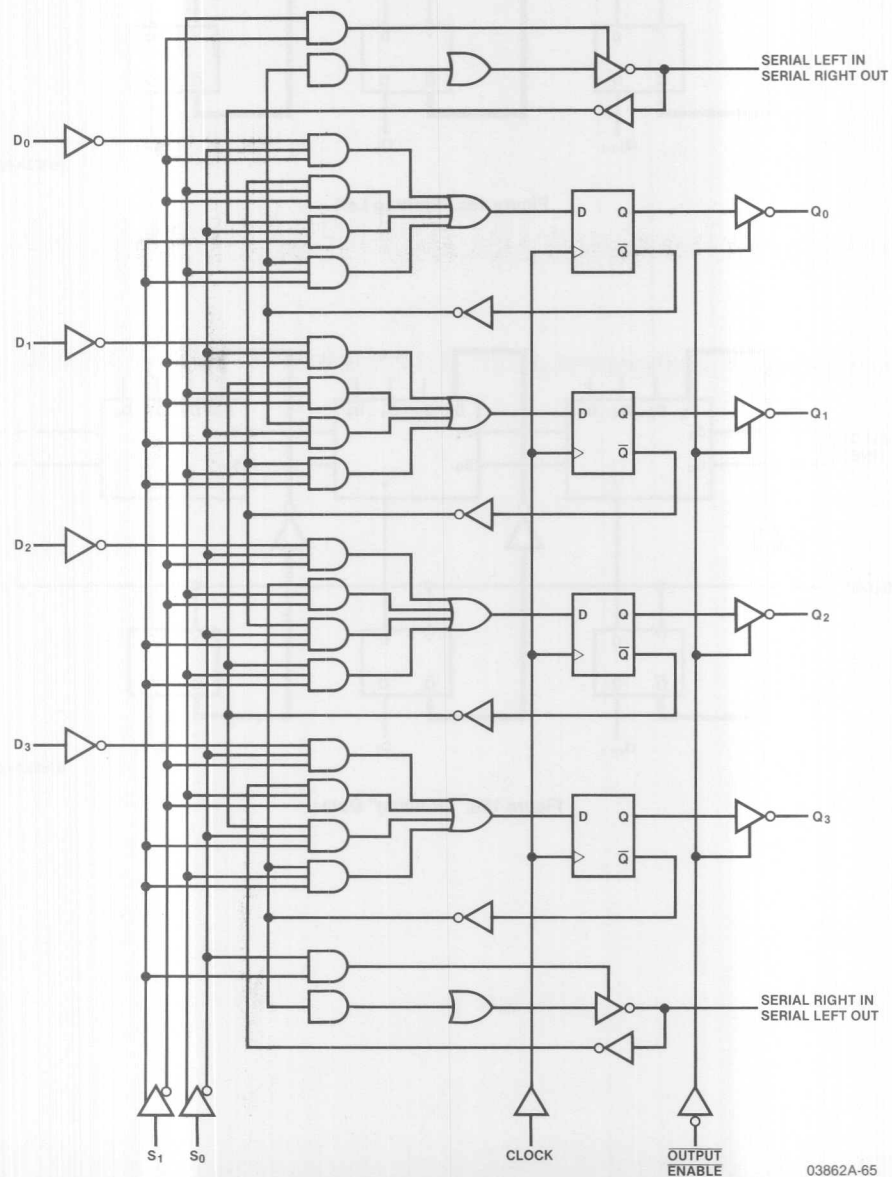 SERIAL LEFT IN
SERIAL RIGHT OUT
D0
D Q Q0
Q̅
D1
D Q Q1
Q̅
D2
D Q Q2
Q̅
D3
D Q Q3
Q̅
SERIAL RIGHT IN
SERIAL LEFT OUT
S1 S0 CLOCK OUTPUT
ENABLE
03862A-65